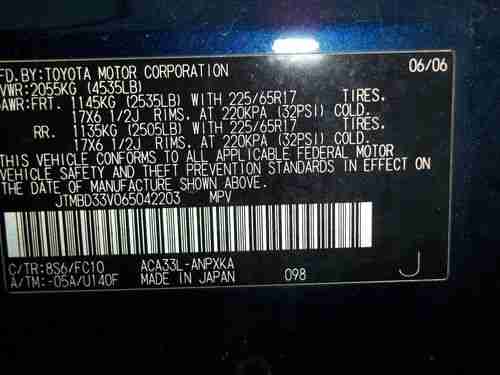 FD.BY:TOYOTA MOTOR CORPORATION 06/06
VWR:2055KG (4535LB)
AWR:FRT. 1145KG (2535LB) WITH 225/65R17 TIRES.
17X6 1/2J RIMS. AT 220KPA (32PSI) COLD.
RR. 1135KG (2505LB) WITH 225/65R17 TIRES.
17X6 1/2J RIMS. AT 220KPA (32PSI) COLD.
THIS VEHICLE CONFORMS TO ALL APPLICABLE FEDERAL MOTOR
VEHICLE SAFETY AND THEFT PREVENTION STANDARDS IN EFFECT ON
THE DATE OF MANUFACTURE SHOWN ABOVE.
JTMBD33V065042203 MPV
C/TR:8S6/FC10 ACA33L-ANPXKA
A/TM:-05A/U140F MADE IN JAPAN 098 J